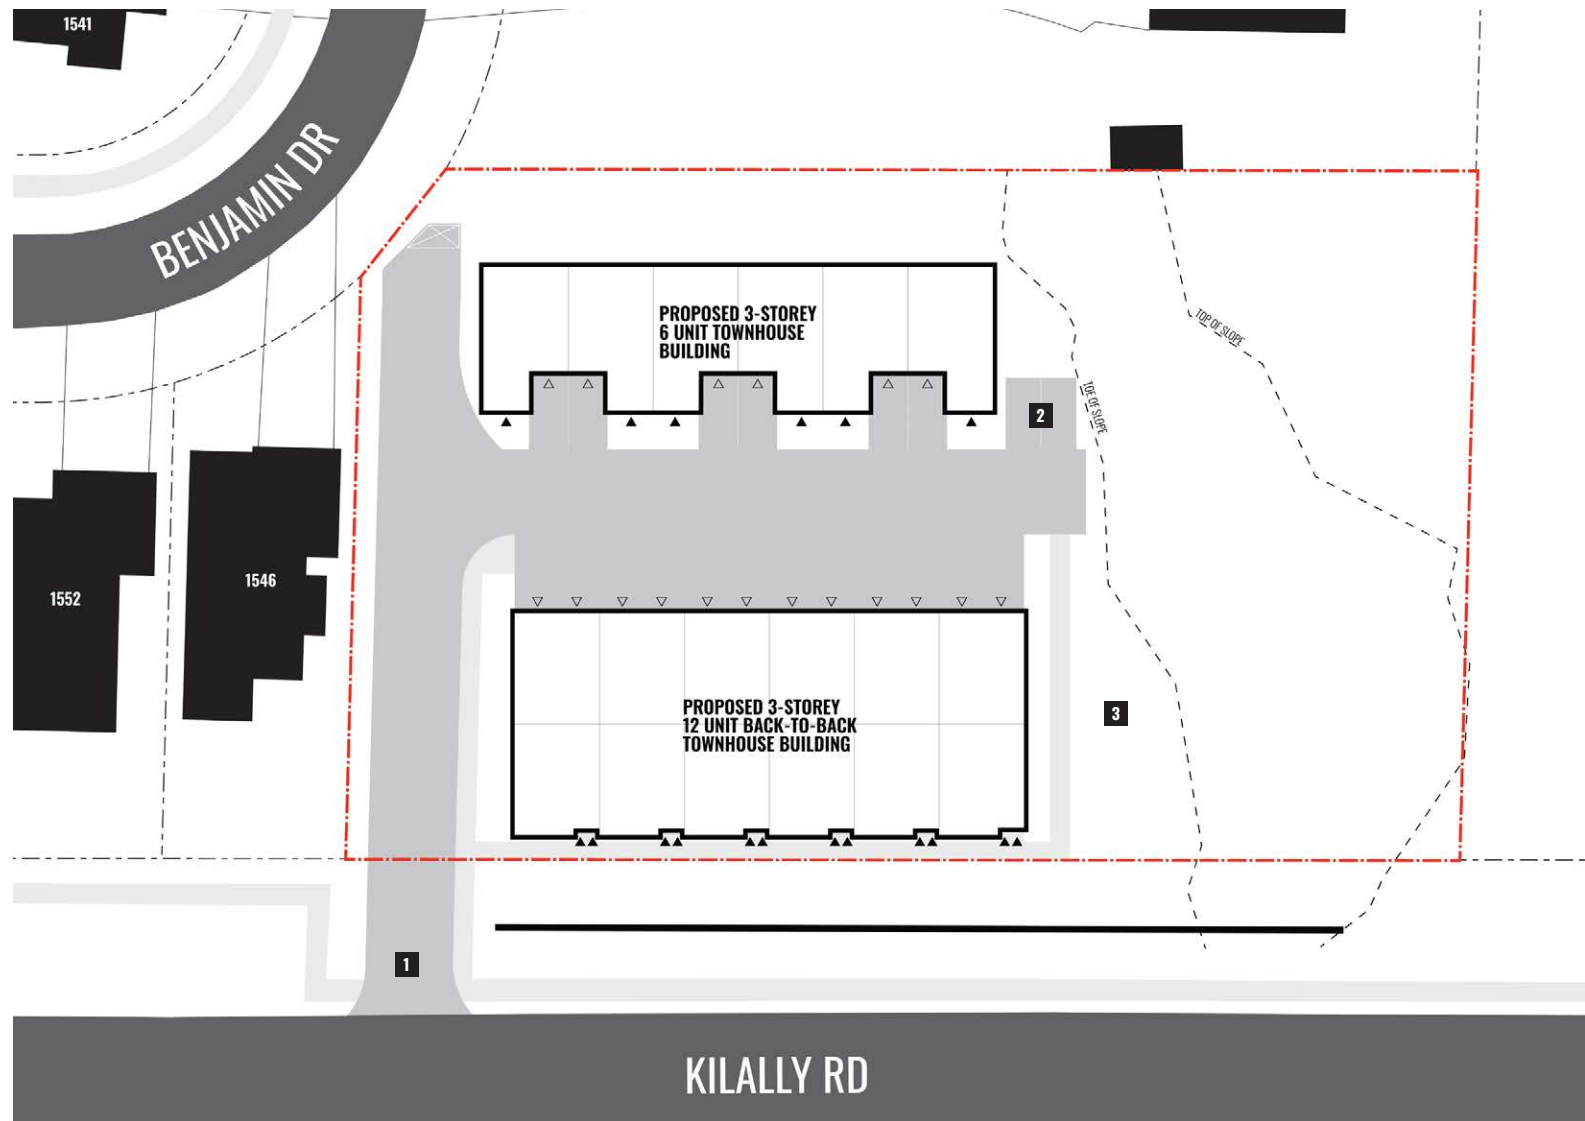 1541
BENJAMIN DR
PROPOSED 3-STOREY
6 UNIT TOWNHOUSE
BUILDING
TOP OF SLOPE
TOE OF SLOPE
2
1552
1546
PROPOSED 3-STOREY
12 UNIT BACK-TO-BACK
TOWNHOUSE BUILDING
3
1
KILALLY RD